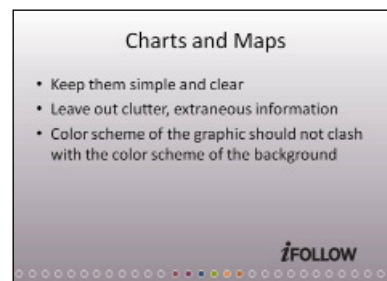 Charts and Maps
• Keep them simple and clear
• Leave out clutter, extraneous information
• Color scheme of the graphic should not clash
with the color scheme of the background
iFOLLOW